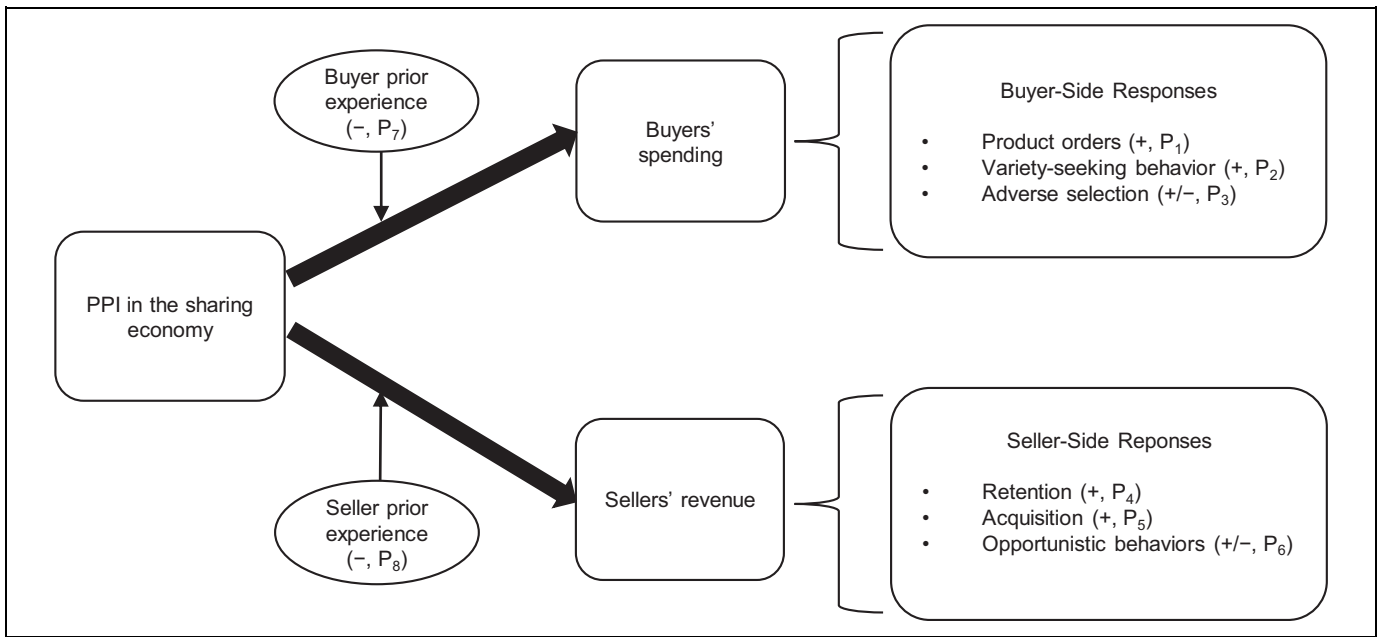 Buyer prior
experience
(−, P₇)
Buyers'
spending
Buyer-Side Responses
• Product orders (+, P₁)
• Variety-seeking behavior (+, P₂)
• Adverse selection (+/−, P₃)
PPI in the sharing
economy
Seller prior
experience
(−, P₈)
Sellers' revenue
Seller-Side Reponses
• Retention (+, P₄)
• Acquisition (+, P₅)
• Opportunistic behaviors (+/−, P₆)